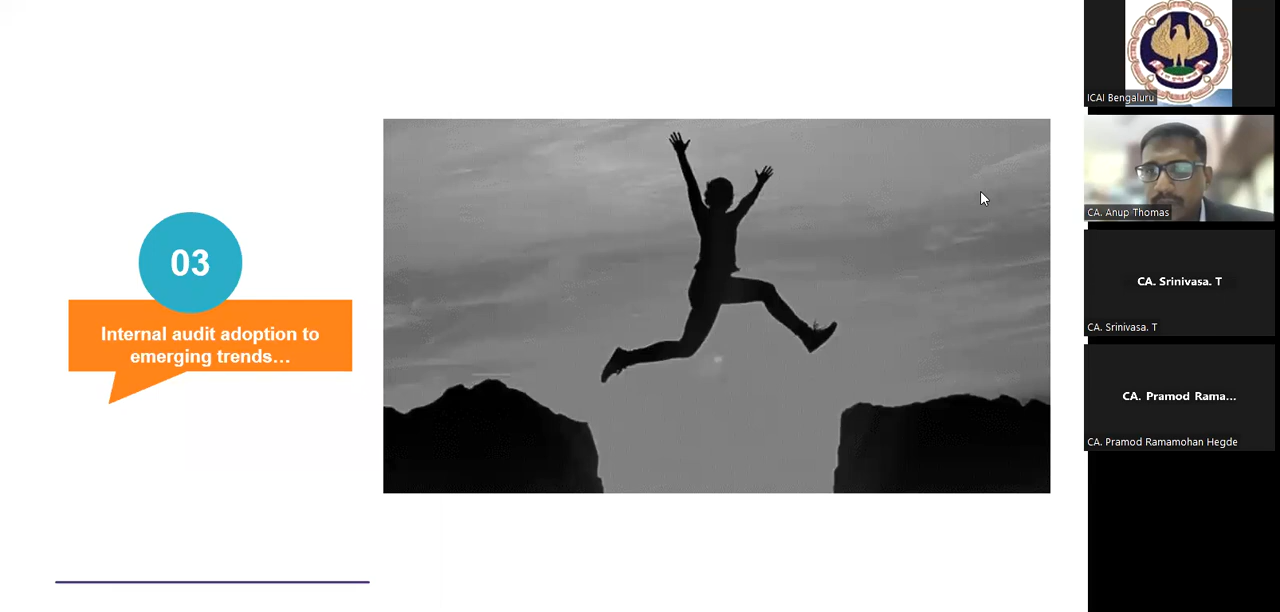 03
Internal audit adoption to
emerging trends...
ICAI Bengaluru
CA. Anup Thomas
CA. Srinivasa. T
CA. Srinivasa. T
CA. Pramod Rama...
CA. Pramod Ramamohan Hegde